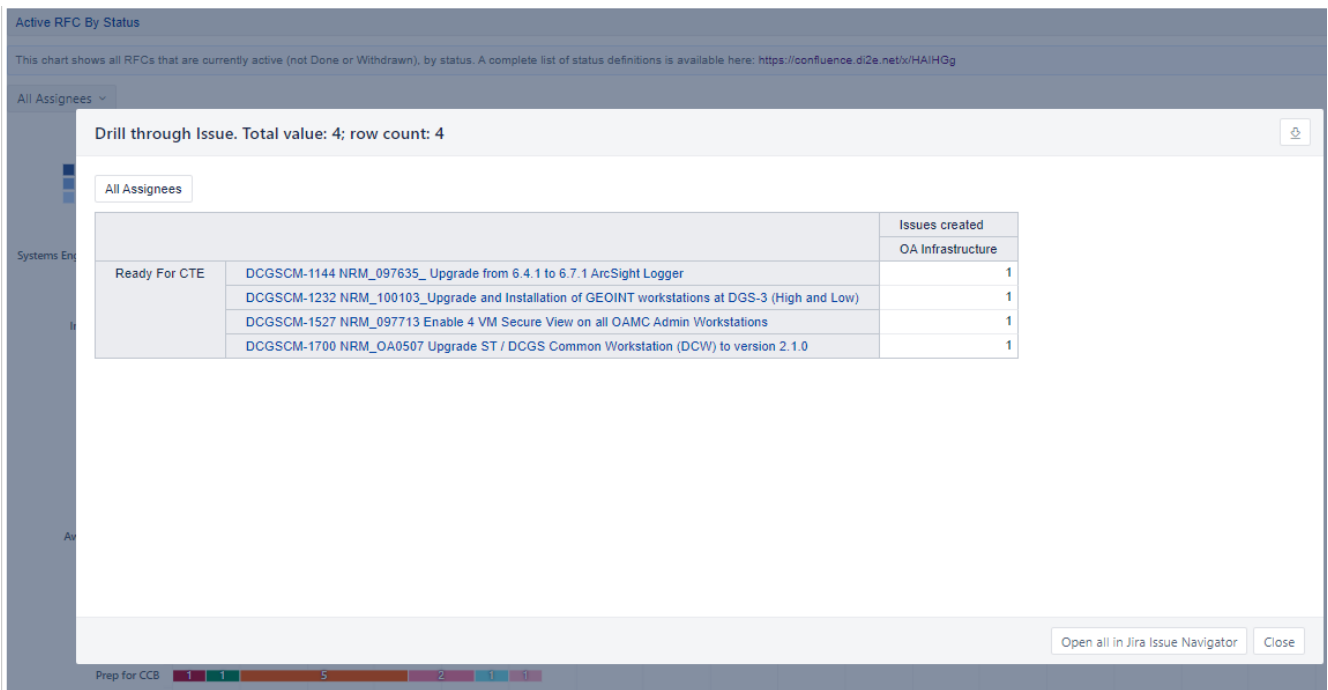 Active RFC By Status
This chart shows all RFCs that are currently active (not Done or Withdrawn), by status. A complete list of status definitions is available here: https://confluence.di2e.net/x/HAIHGg
All Assignees
Drill through Issue. Total value: 4; row count: 4
All Assignees
Issues created
OA Infrastructure
Ready For CTE
DCGSCM-1144 NRM_097635_ Upgrade from 6.4.1 to 6.7.1 ArcSight Logger 1
DCGSCM-1232 NRM_100103_Upgrade and Installation of GEOINT workstations at DGS-3 (High and Low) 1
DCGSCM-1527 NRM_097713 Enable 4 VM Secure View on all OAMC Admin Workstations 1
DCGSCM-1700 NRM_OA0507 Upgrade ST / DCGS Common Workstation (DCW) to version 2.1.0 1
Systems Eng
In
Open all in Jira Issue Navigator Close
Prep for CCB 1 1 5 2 1 1